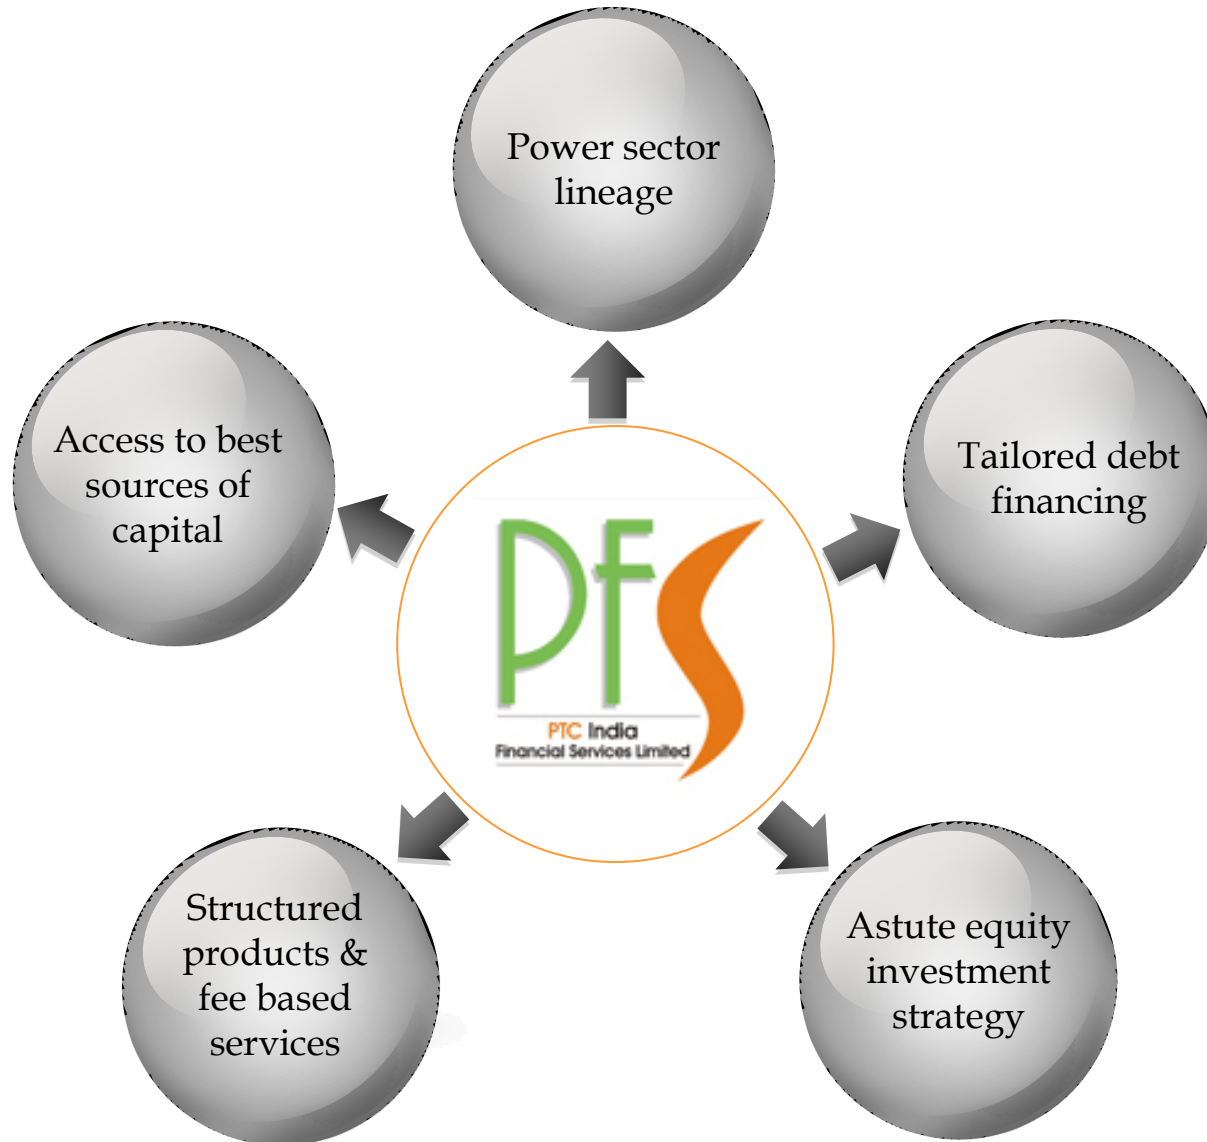 Power sector
lineage
Access to best
sources of
capital
Tailored debt
financing
PFS
PTC India
Financial Services Limited
Structured
products &
fee based
services
Astute equity
investment
strategy